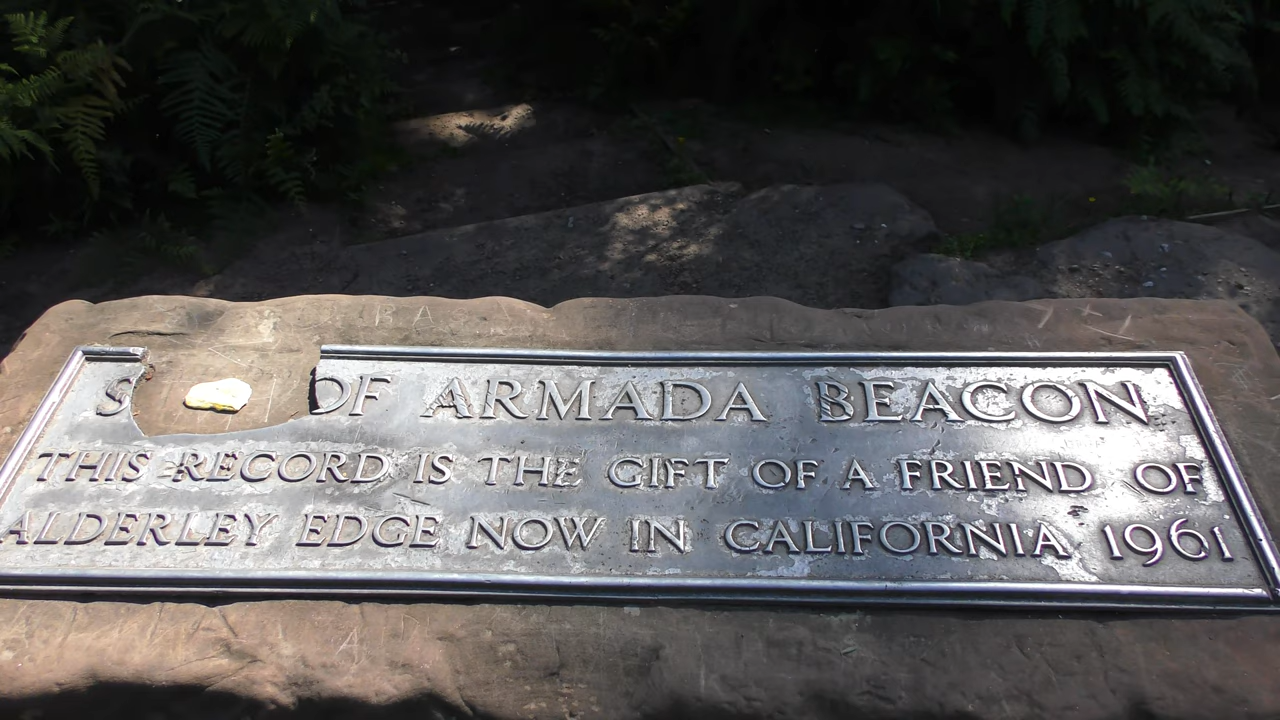 S OF ARMADA BEACON
THIS RECORD IS THE GIFT OF A FRIEND OF
ALDERLEY EDGE NOW IN CALIFORNIA 1961